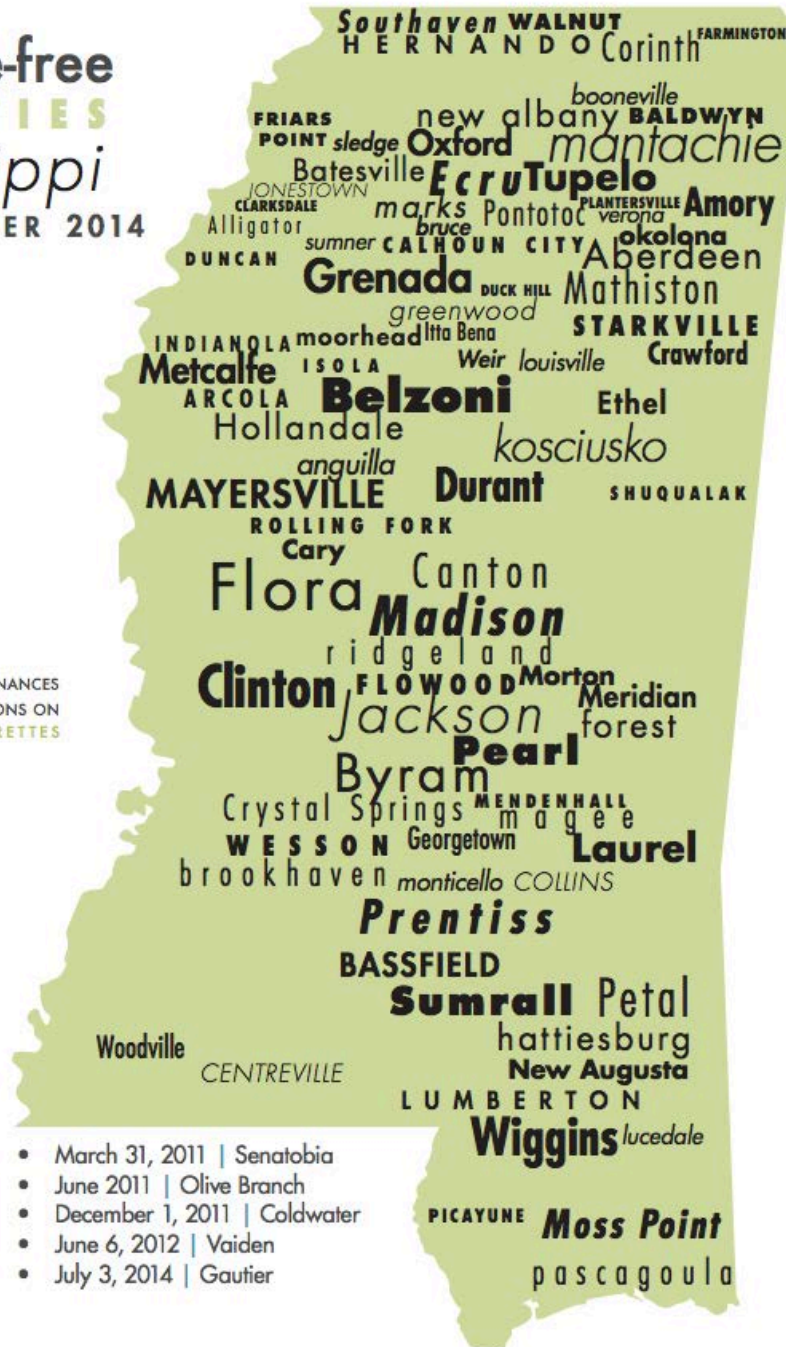 Southaven WALNUT
HERNANDO Corinth FARMINGTON
e-free
IES
ippi
ER 2014
booneville
FRIARS POINT
new albany BALDWYN
sledge Oxford mantachie
Batesville Ecru Tupelo
JONESTOWN
CLARKSDALE marks Pontotoc PLANTERSVILLE verona Amory
Alligator bruce okolona
sumner CALHOUN CITY Aberdeen
DUNCAN
Grenada DUCK HILL Mathiston
greenwood
INDIANOLA moorhead Itta Bena STARKVILLE
Metcalfe ISOLA Weir louisville Crawford
ARCOLA Belzoni Ethel
Hollandale kosciusko
anguilla
MAYERSVILLE Durant SHUQUALAK
ROLLING FORK
Cary
Flora Canton
Madison
ridgeland
NANCES
ONS ON
RETTES
Clinton FLOWOOD Morton
Meridian
Jackson forest
Pearl
Byram
Crystal Springs MENDENHALL
magee
WESSON Georgetown Laurel
brookhaven monticello COLLINS
Prentiss
BASSFIELD
Sumrall Petal
Woodville hattiesburg
CENTREVILLE New Augusta
LUMBERTON
Wiggins lucedale
• March 31, 2011 | Senatobia
• June 2011 | Olive Branch
• December 1, 2011 | Coldwater
• June 6, 2012 | Vaiden
• July 3, 2014 | Gautier
PICAYUNE Moss Point
pascagoula